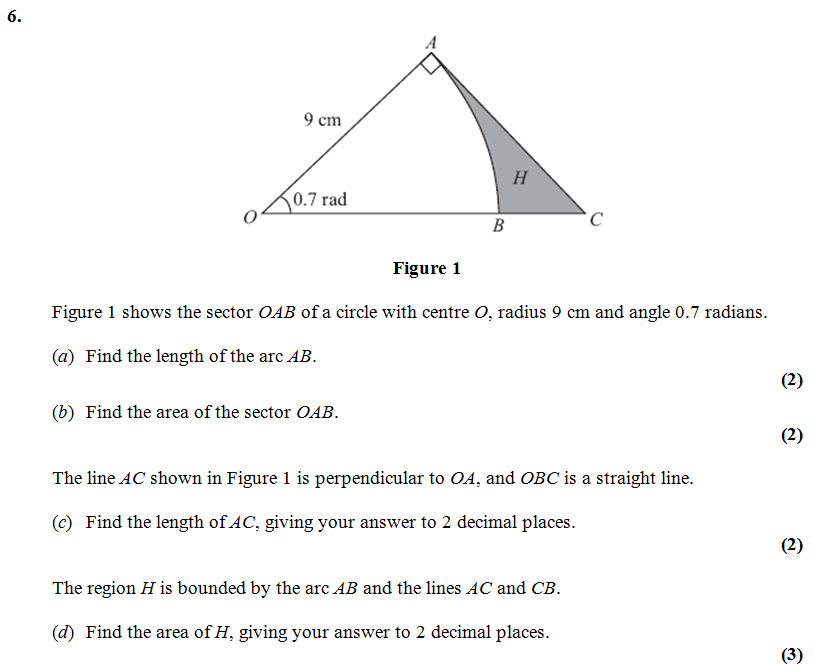 6.
A
9 cm
H
0.7 rad
O
B
C
Figure 1
Figure 1 shows the sector OAB of a circle with centre O, radius 9 cm and angle 0.7 radians.
(a) Find the length of the arc AB.
(2)
(b) Find the area of the sector OAB.
(2)
The line AC shown in Figure 1 is perpendicular to OA, and OBC is a straight line.
(c) Find the length of AC, giving your answer to 2 decimal places.
(2)
The region H is bounded by the arc AB and the lines AC and CB.
(d) Find the area of H, giving your answer to 2 decimal places.
(3)